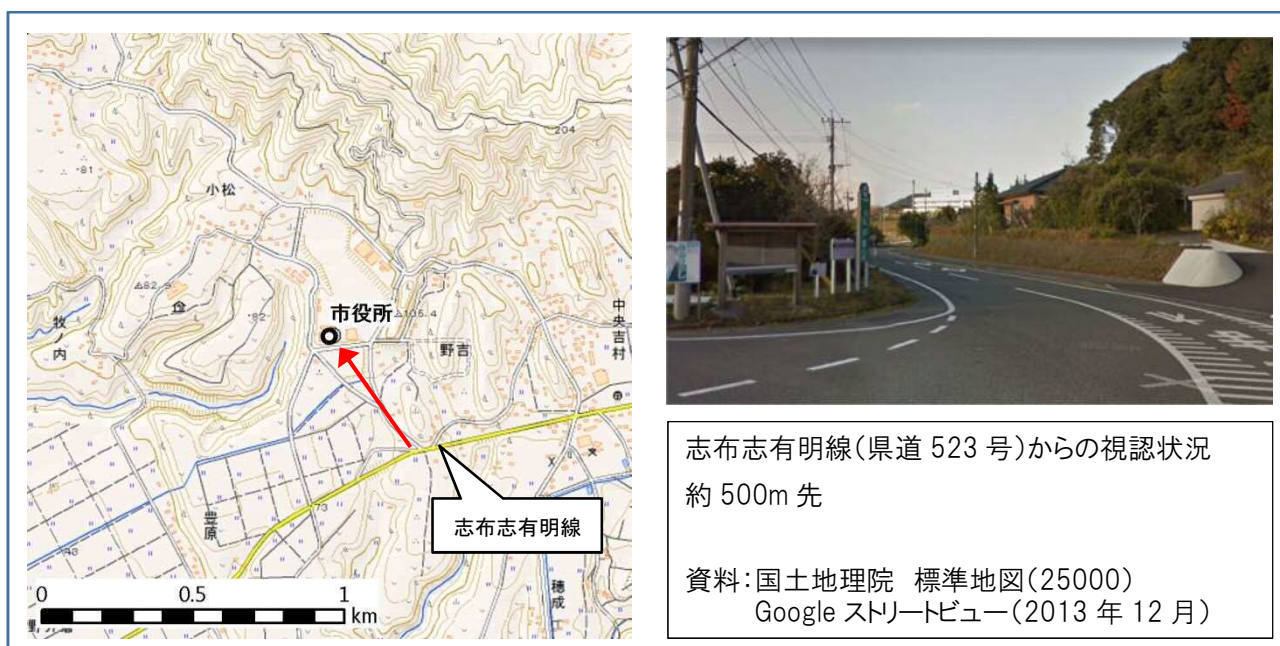 204
・81
小松
△82.9
82
市役所
△105.4
牧ノ内
野吉
中央吉村
豊原
73
志布志有明線
穂成
0 0.5 1
km
志布志有明線(県道 523 号)からの視認状況
約 500m 先
資料:国土地理院 標準地図(25000)
Google ストリートビュー(2013 年 12 月)